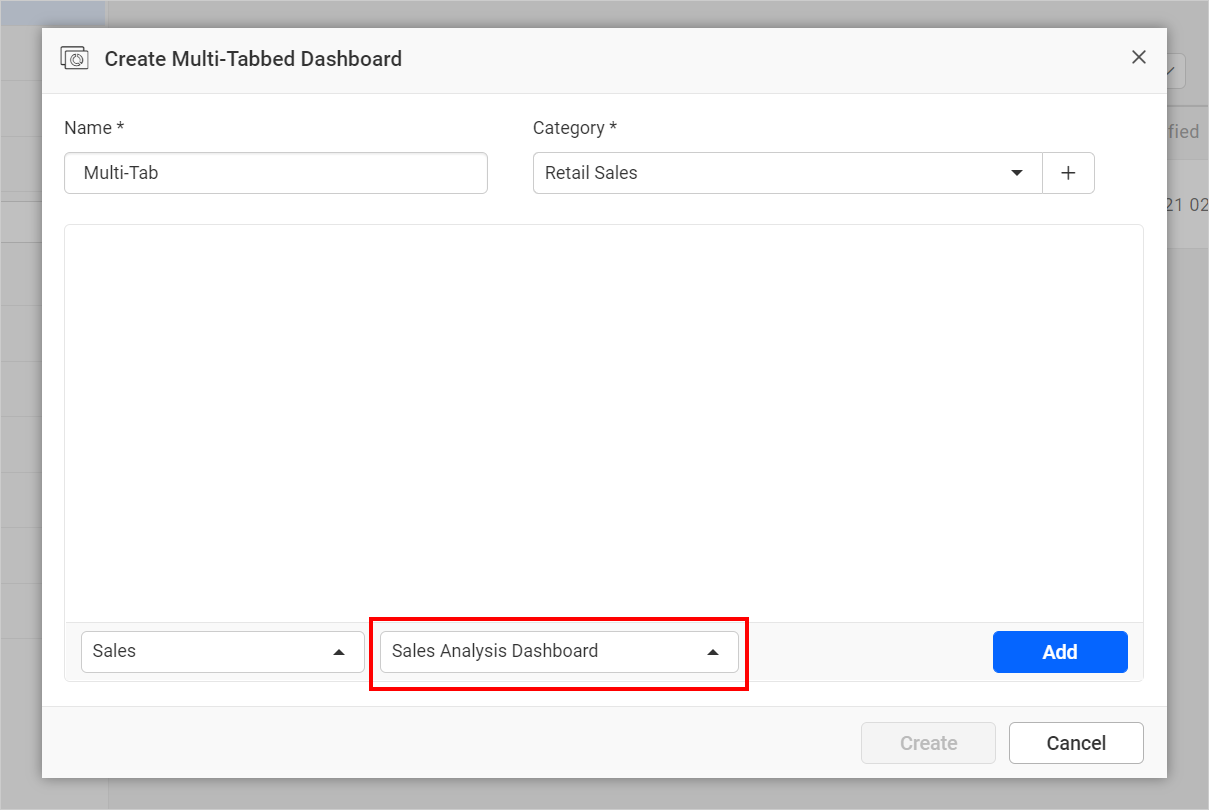 Create Multi-Tabbed Dashboard
Name *
Category *
Multi-Tab
Retail Sales
fied
21 02
Sales
Sales Analysis Dashboard
Add
Create
Cancel